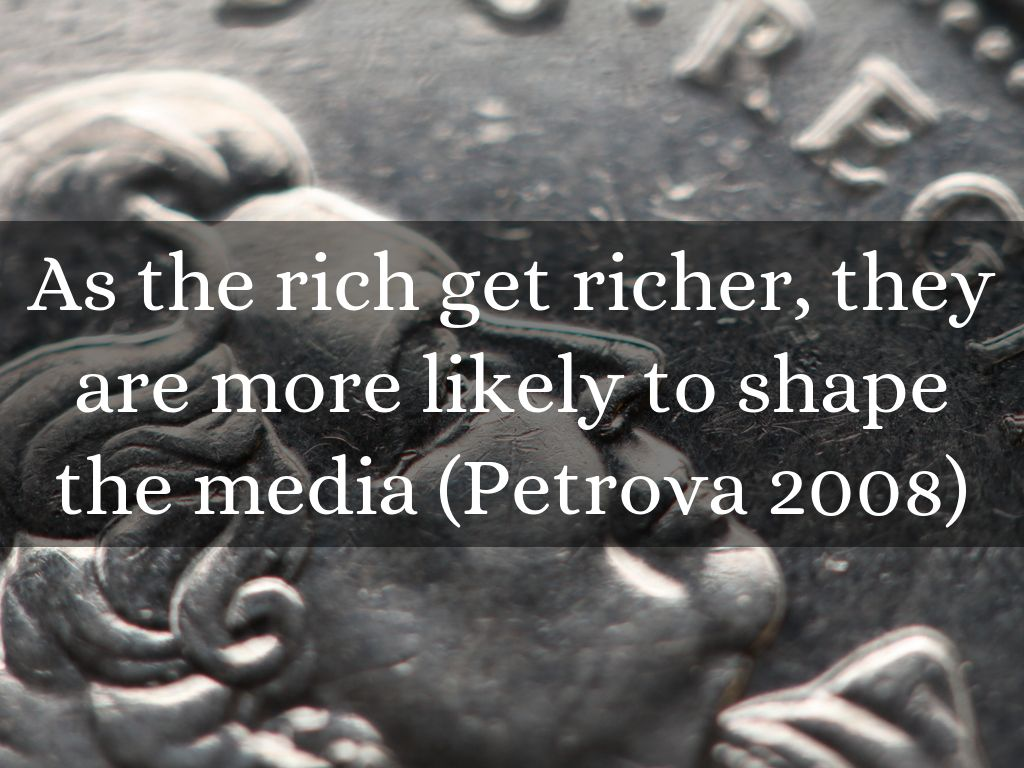 As the rich get richer, they
are more likely to shape
the media (Petrova 2008)